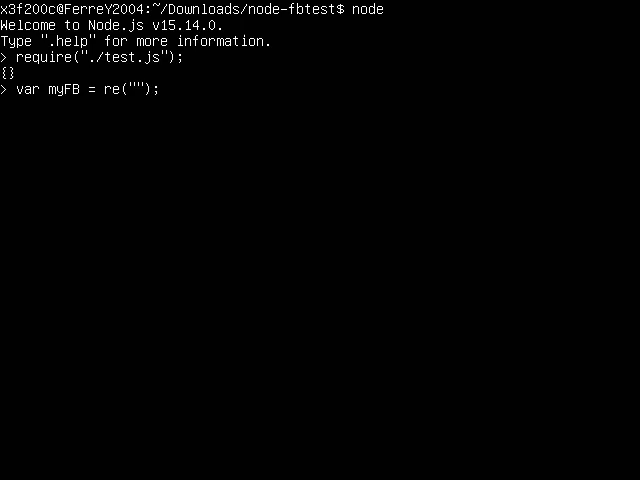 x3f200c@FerreY2004:~/Downloads/node-fbtest$ node
Welcome to Node.js v15.14.0.
Type ".help" for more information.
> require("./test.js");
{}
> var myFB = re("");